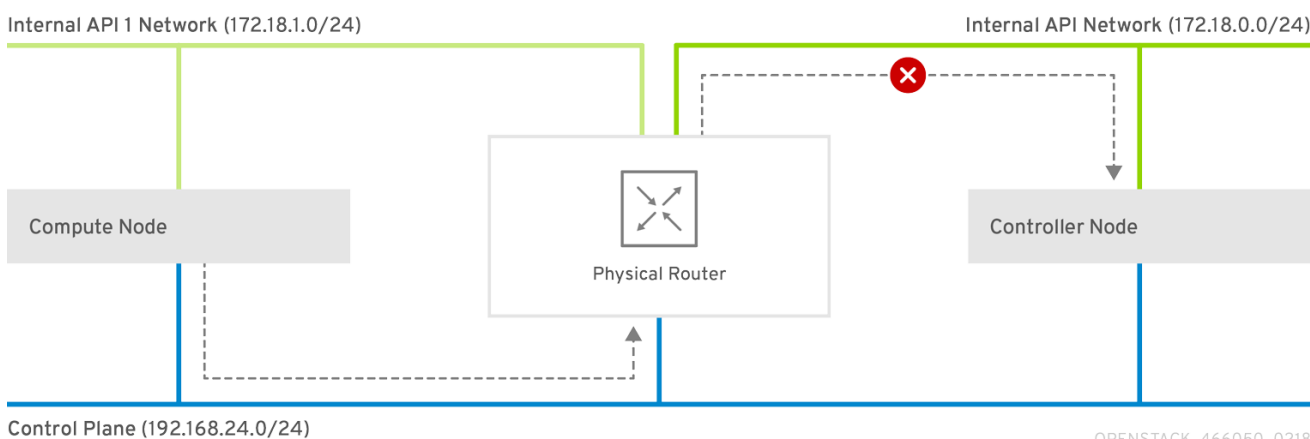 Internal API 1 Network (172.18.1.0/24)
Internal API Network (172.18.0.0/24)
Compute Node
Controller Node
Physical Router
Control Plane (192.168.24.0/24)
OPENSTACK_466050_0218